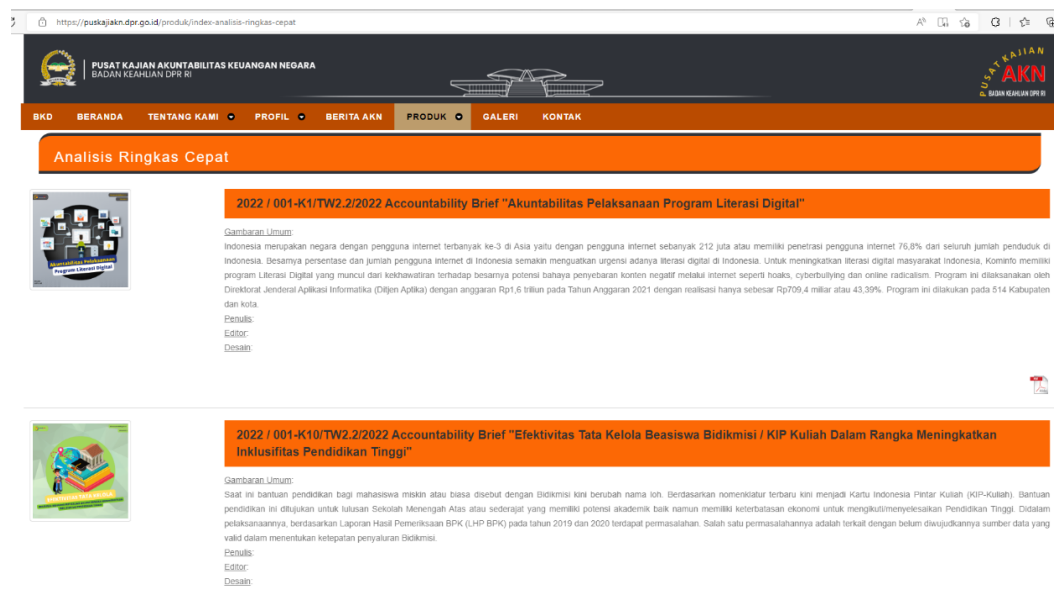 https://puskajiakn.dpr.go.id/produk/index-analisis-ringkas-cepat
PUSAT KAJIAN AKUNTABILITAS KEUANGAN NEGARA
BADAN KEAHLIAN DPR RI
PUSAT KAJIAN
AKN
BADAN KEAHLIAN DPR RI
BKD BERANDA TENTANG KAMI PROFIL BERITA AKN PRODUK GALERI KONTAK
Analisis Ringkas Cepat
2022 / 001-K1/TW2.2/2022 Accountability Brief "Akuntabilitas Pelaksanaan Program Literasi Digital"
Akuntabilitas Pelaksanaan
Program Literasi Digital
Gambaran Umum:
Indonesia merupakan negara dengan pengguna internet terbanyak ke-3 di Asia yaitu dengan pengguna internet sebanyak 212 juta atau memiliki penetrasi pengguna internet 76,8% dari seluruh jumlah penduduk di
Indonesia. Besarnya persentase dan jumlah pengguna internet di Indonesia semakin menguatkan urgensi adanya literasi digital di Indonesia. Untuk meningkatkan literasi digital masyarakat Indonesia, Kominfo memiliki
program Literasi Digital yang muncul dari kekhawatiran terhadap besarnya potensi bahaya penyebaran konten negatif melalui internet seperti hoaks, cyberbullying dan online radicalism. Program ini dilaksanakan oleh
Direktorat Jenderal Aplikasi Informatika (Ditjen Aptika) dengan anggaran Rp1,6 triliun pada Tahun Anggaran 2021 dengan realisasi hanya sebesar Rp709,4 miliar atau 43,39%. Program ini dilakukan pada 514 Kabupaten
dan kota.
Penulis:
Editor:
Desain:
2022 / 001-K10/TW2.2/2022 Accountability Brief "Efektivitas Tata Kelola Beasiswa Bidikmisi / KIP Kuliah Dalam Rangka Meningkatkan
Inklusifitas Pendidikan Tinggi"
Gambaran Umum:
Saat ini bantuan pendidikan bagi mahasiswa miskin atau biasa disebut dengan Bidikmisi kini berubah nama loh. Berdasarkan nomenklatur terbaru kini menjadi Kartu Indonesia Pintar Kuliah (KIP-Kuliah). Bantuan
pendidikan ini ditujukan untuk lulusan Sekolah Menengah Atas atau sederajat yang memiliki potensi akademik baik namun memiliki keterbatasan ekonomi untuk mengikuti/menyelesaikan Pendidikan Tinggi. Didalam
pelaksanaannya, berdasarkan Laporan Hasil Pemeriksaan BPK (LHP BPK) pada tahun 2019 dan 2020 terdapat permasalahan. Salah satu permasalahannya adalah terkait dengan belum diwujudkannya sumber data yang
valid dalam menentukan ketepatan penyaluran Bidikmisi.
Penulis:
Editor:
Desain: